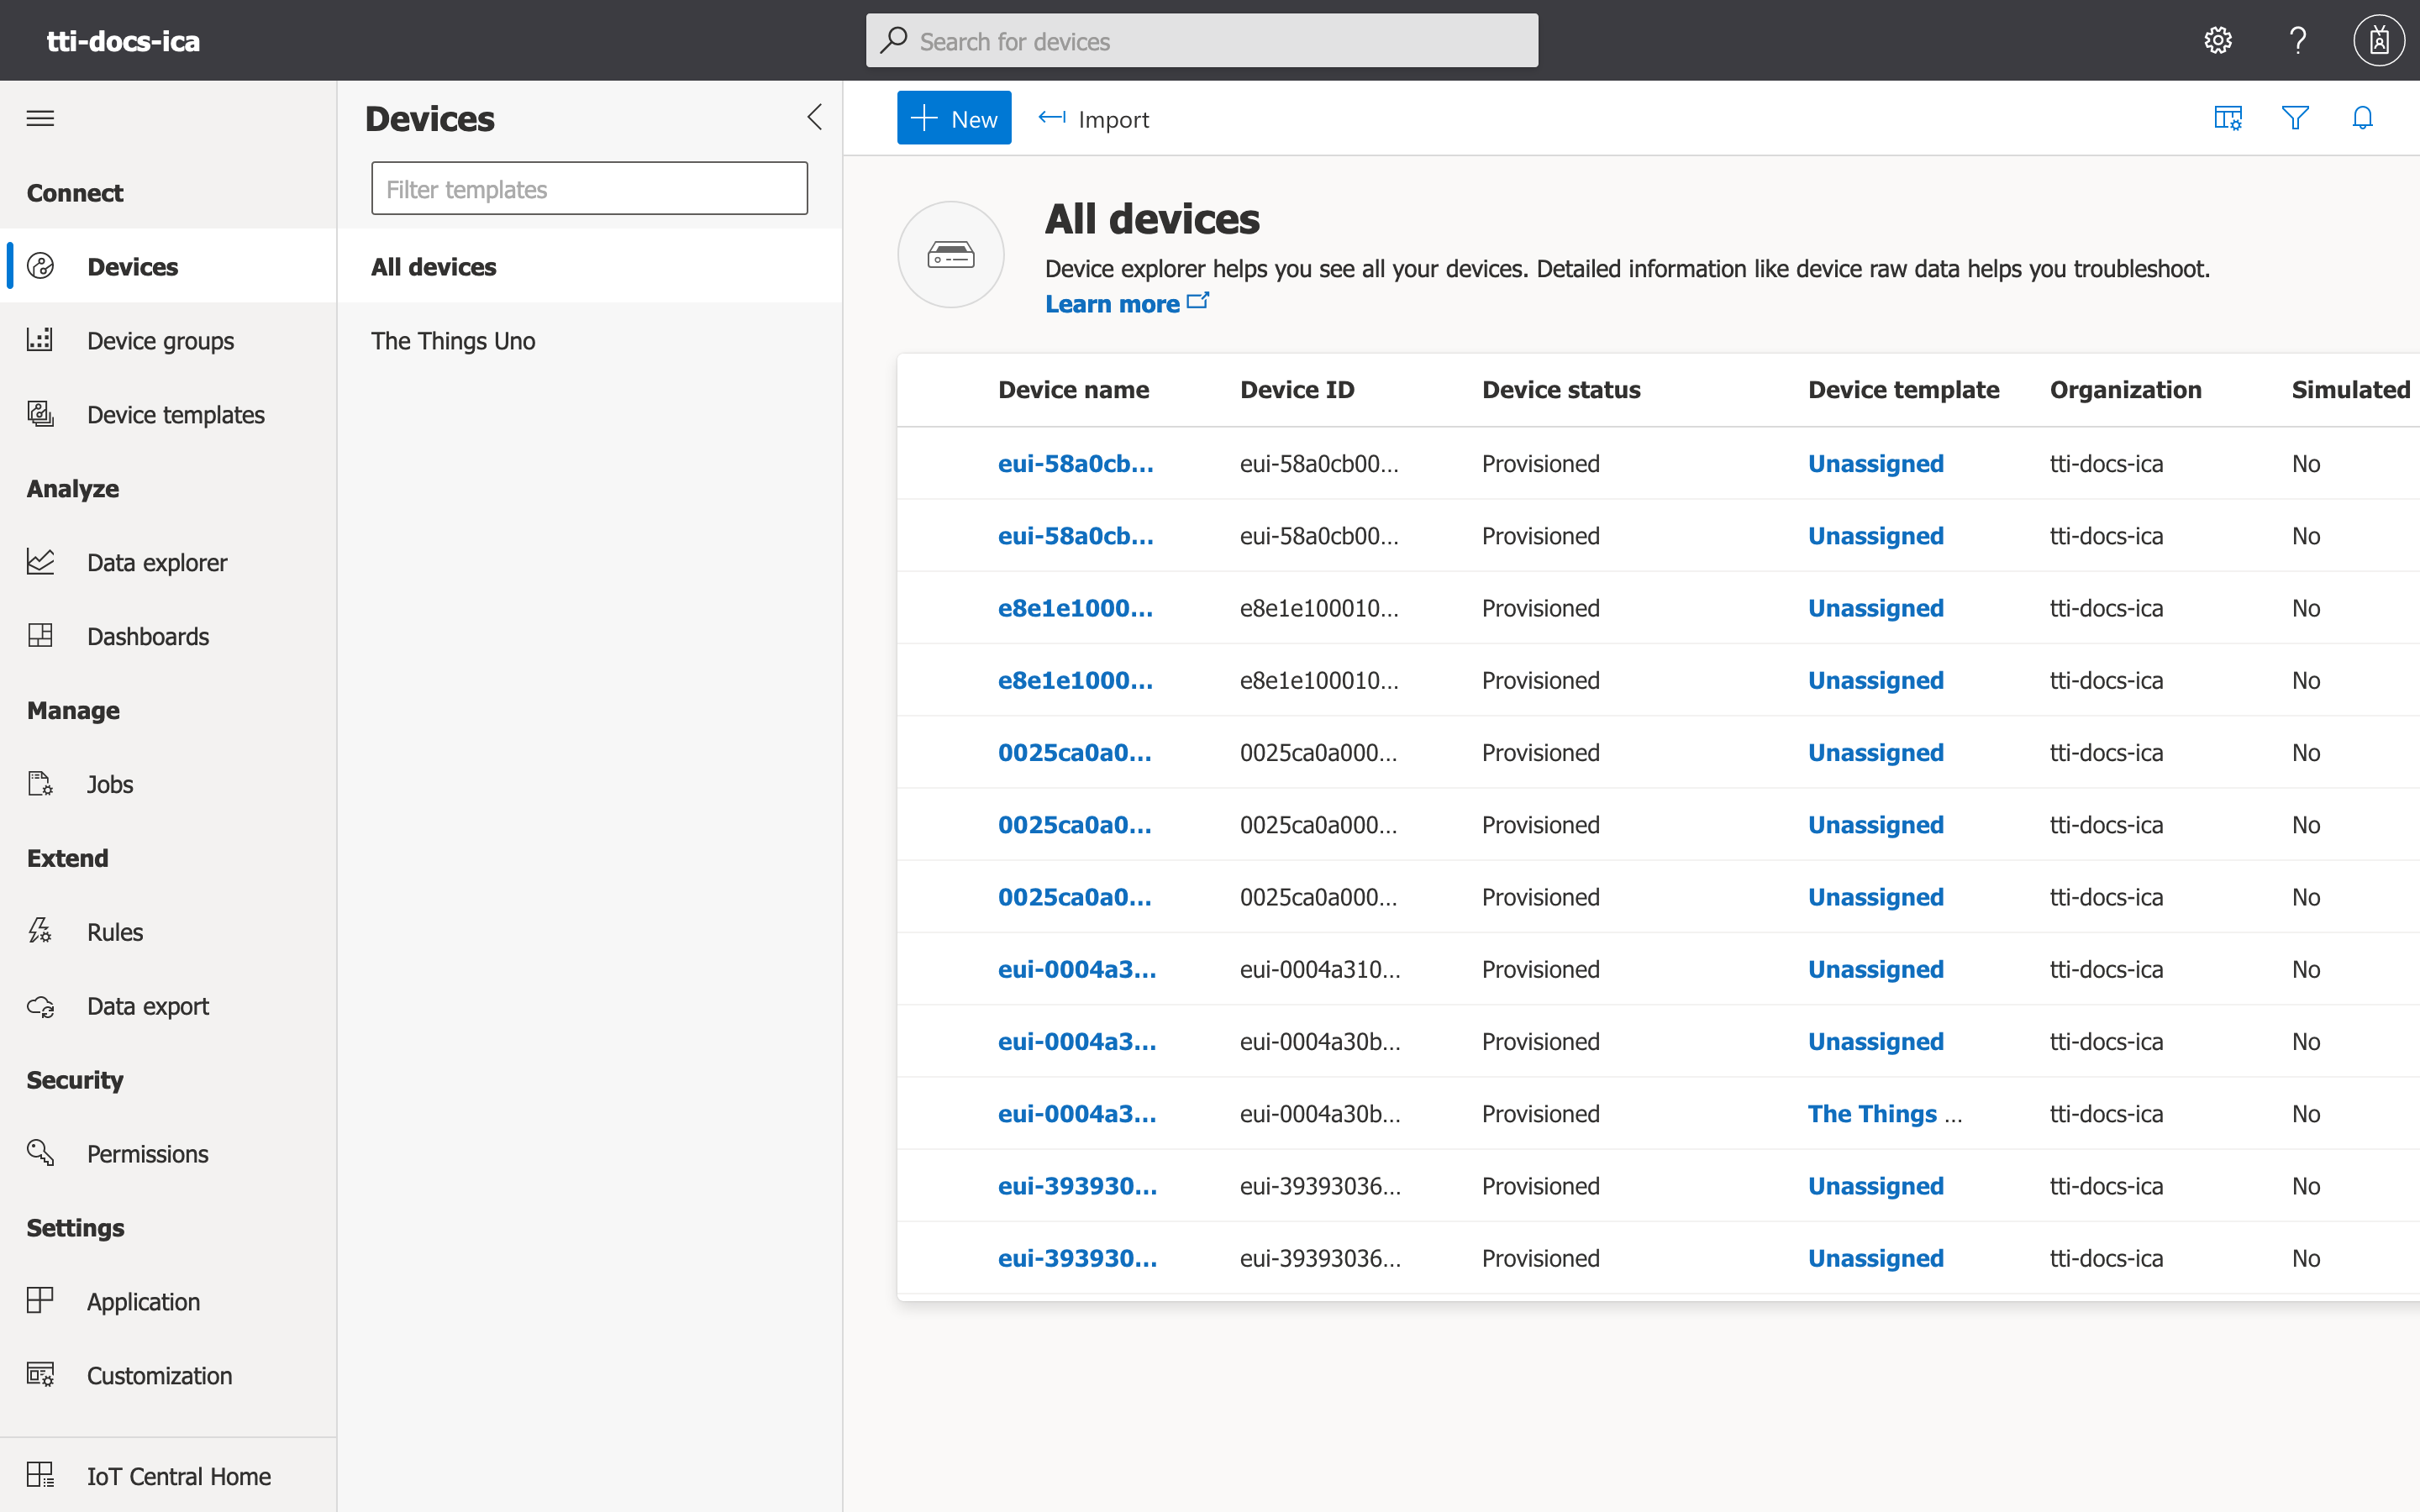 tti-docs-ica
Search for devices
Connect
Devices
Device groups
Device templates
Analyze
Data explorer
Dashboards
Manage
Jobs
Extend
Rules
Data export
Security
Permissions
Settings
Application
Customization
IoT Central Home
Devices
Filter templates
All devices
The Things Uno
New Import
All devices
Device explorer helps you see all your devices. Detailed information like device raw data helps you troubleshoot.
Learn more
Device name Device ID Device status Device template Organization Simulated
eui-58a0cb... eui-58a0cb00... Provisioned Unassigned tti-docs-ica No
eui-58a0cb... eui-58a0cb00... Provisioned Unassigned tti-docs-ica No
e8e1e1000... e8e1e100010... Provisioned Unassigned tti-docs-ica No
e8e1e1000... e8e1e100010... Provisioned Unassigned tti-docs-ica No
0025ca0a0... 0025ca0a000... Provisioned Unassigned tti-docs-ica No
0025ca0a0... 0025ca0a000... Provisioned Unassigned tti-docs-ica No
0025ca0a0... 0025ca0a000... Provisioned Unassigned tti-docs-ica No
eui-0004a3... eui-0004a310... Provisioned Unassigned tti-docs-ica No
eui-0004a3... eui-0004a30b... Provisioned Unassigned tti-docs-ica No
eui-0004a3... eui-0004a30b... Provisioned The Things ... tti-docs-ica No
eui-393930... eui-39393036... Provisioned Unassigned tti-docs-ica No
eui-393930... eui-39393036... Provisioned Unassigned tti-docs-ica No